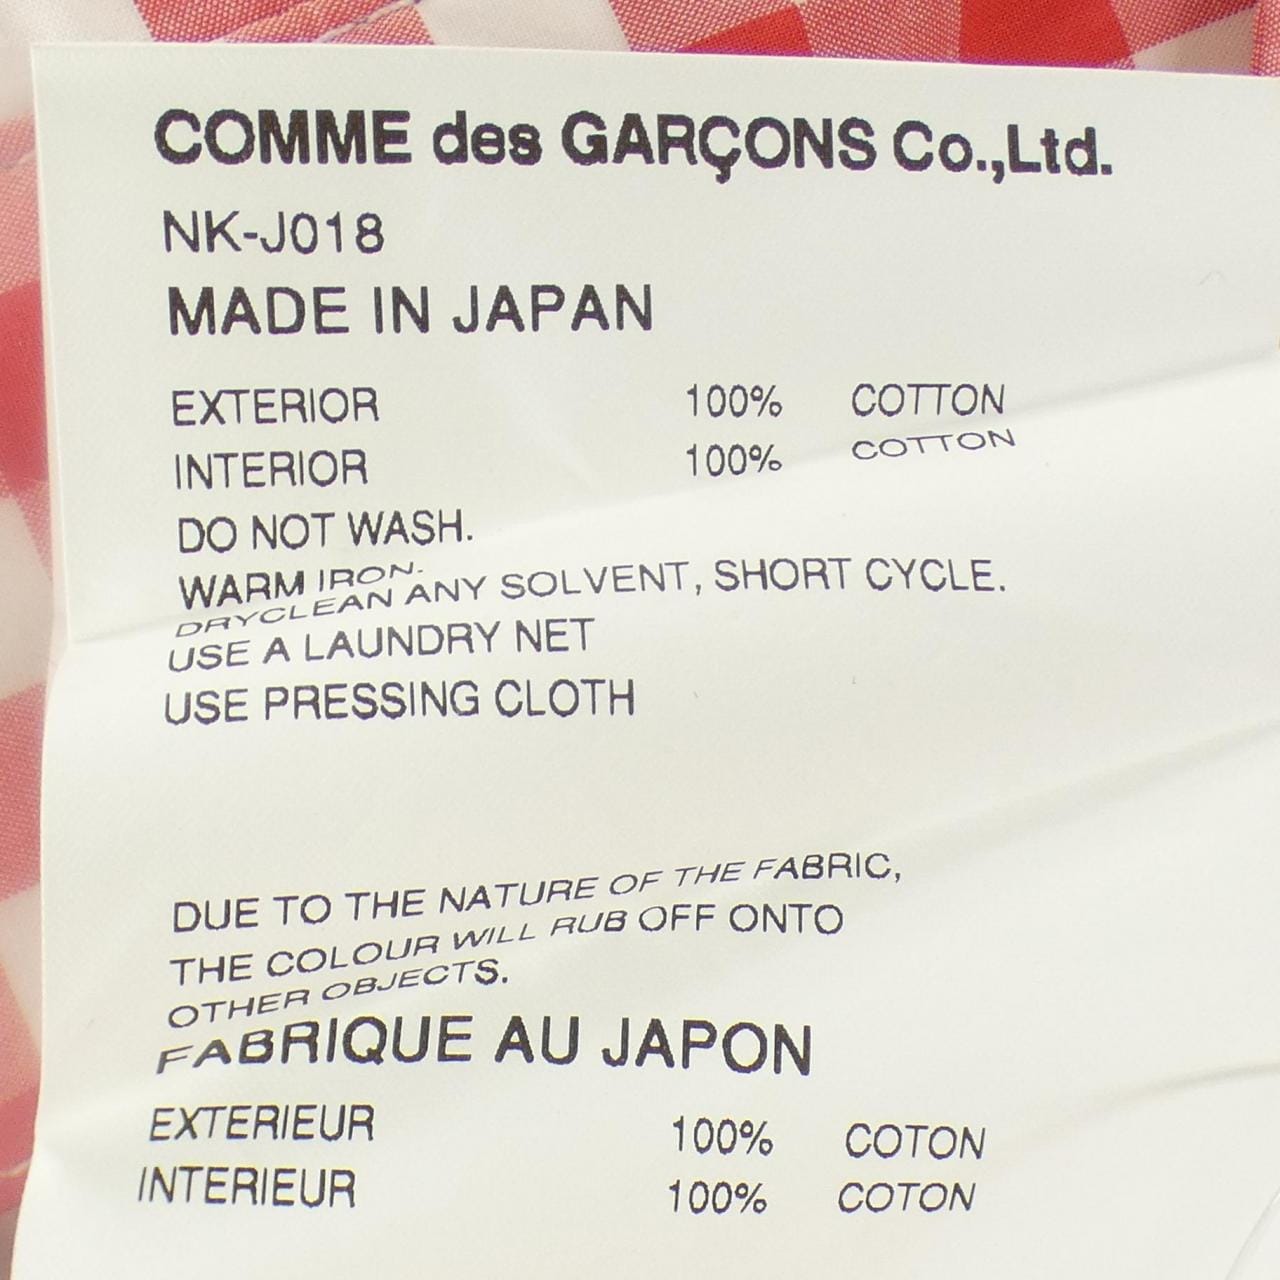 COMME des GARÇONS Co.,Ltd.
NK-J018
MADE IN JAPAN
EXTERIOR 100% COTTON
INTERIOR 100% COTTON
DO NOT WASH.
WARM IRON.
DRYCLEAN ANY SOLVENT, SHORT CYCLE.
USE A LAUNDRY NET
USE PRESSING CLOTH
DUE TO THE NATURE OF THE FABRIC,
THE COLOUR WILL RUB OFF ONTO
OTHER OBJECTS.
FABRIQUE AU JAPON
EXTERIEUR 100% COTON
INTERIEUR 100% COTON